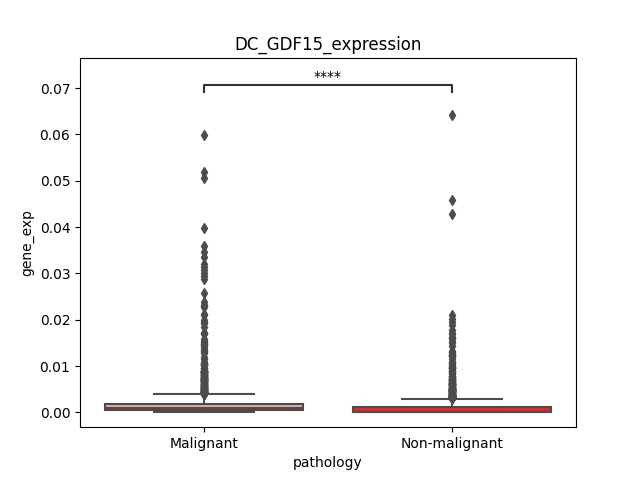 DC_GDF15_expression
****
0.07
0.06
0.05
0.04
0.03
0.02
0.01
0.00
gene_exp
Malignant
Non-malignant
pathology